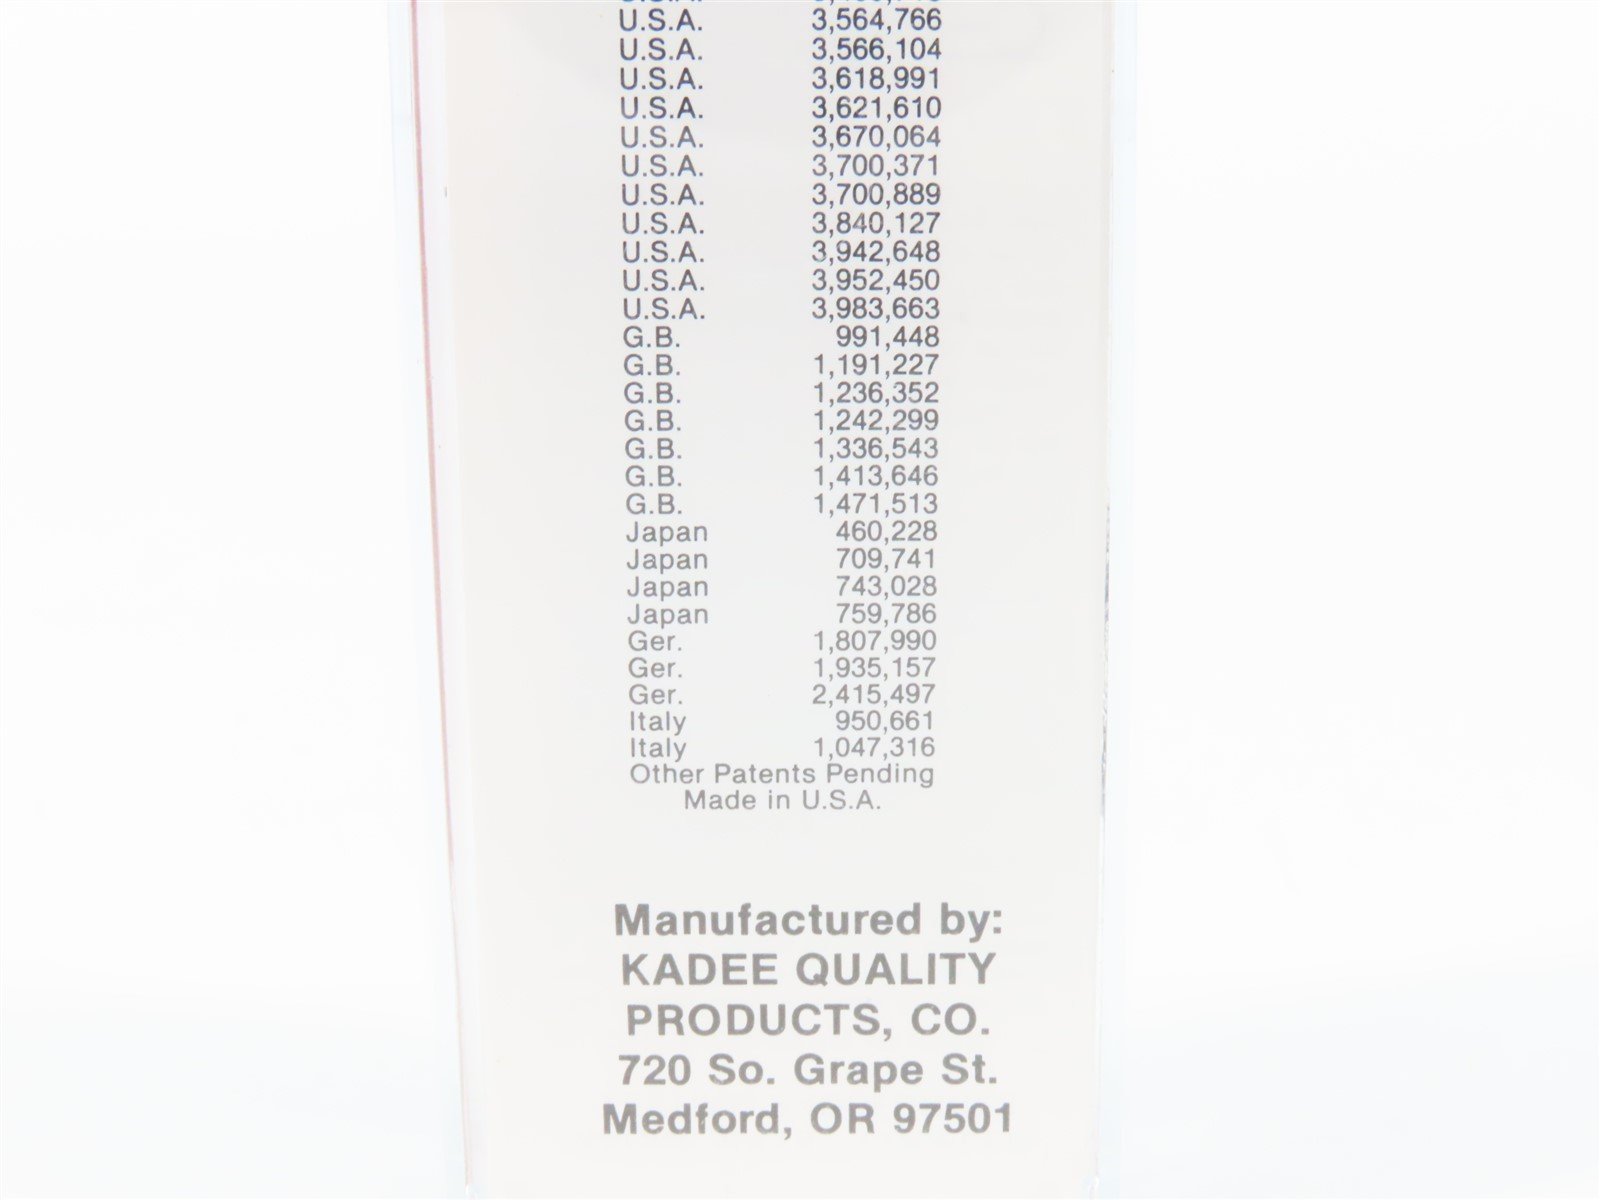 U.S.A. 3,564,766
U.S.A. 3,566,104
U.S.A. 3,618,991
U.S.A. 3,621,610
U.S.A. 3,670,064
U.S.A. 3,700,371
U.S.A. 3,700,889
U.S.A. 3,840,127
U.S.A. 3,942,648
U.S.A. 3,952,450
U.S.A. 3,983,663
G.B. 991,448
G.B. 1,191,227
G.B. 1,236,352
G.B. 1,242,299
G.B. 1,336,543
G.B. 1,413,646
G.B. 1,471,513
Japan 460,228
Japan 709,741
Japan 743,028
Japan 759,786
Ger. 1,807,990
Ger. 1,935,157
Ger. 2,415,497
Italy 950,661
Italy 1,047,316
Other Patents Pending
Made in U.S.A.
Manufactured by:
KADEE QUALITY
PRODUCTS, CO.
720 So. Grape St.
Medford, OR 97501